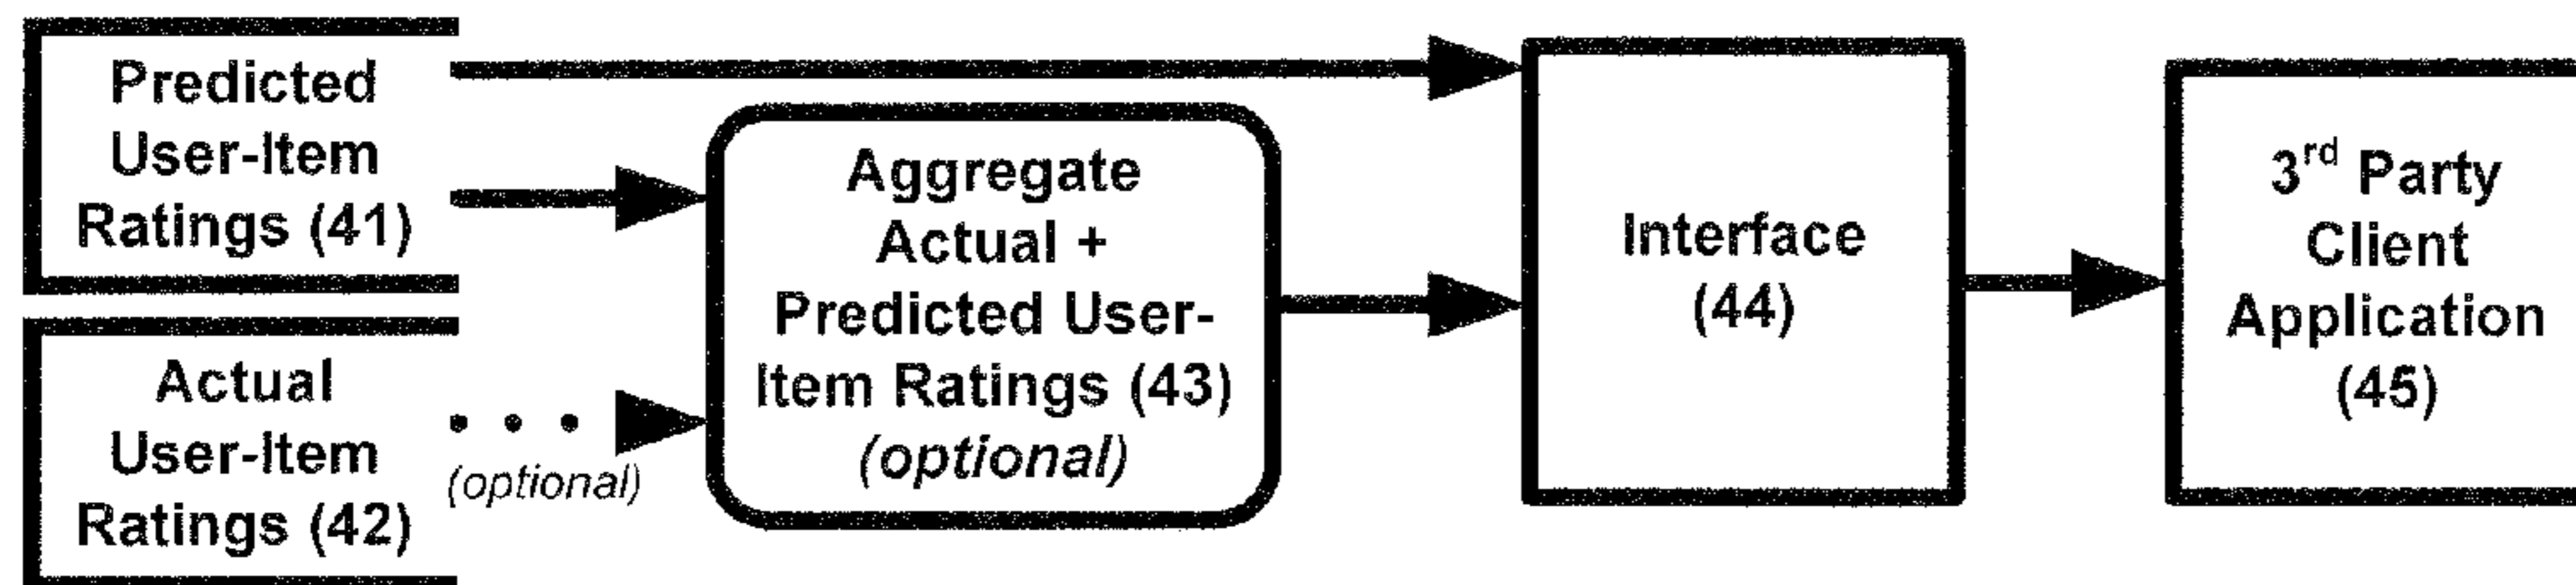 Predicted
User-Item
Ratings (41)
Actual
User-Item
Ratings (42)
(optional)
Aggregate
Actual +
Predicted User-
Item Ratings (43)
(optional)
Interface
(44)
3rd Party
Client
Application
(45)